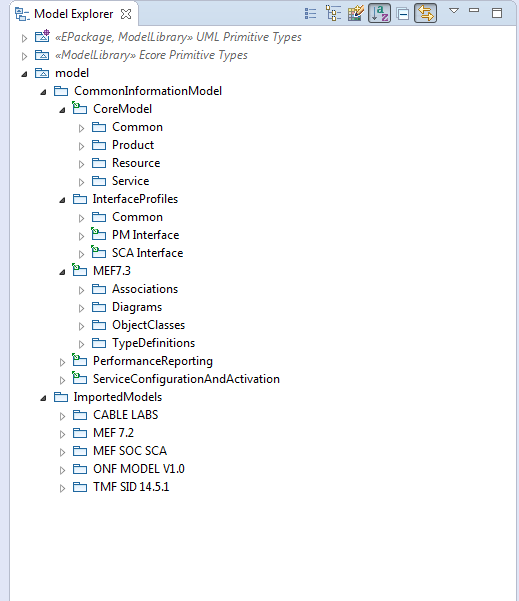 Model Explorer
«EPackage, ModelLibrary» UML Primitive Types
«ModelLibrary» Ecore Primitive Types
model
CommonInformationModel
CoreModel
Common
Product
Resource
Service
InterfaceProfiles
Common
PM Interface
SCA Interface
MEF7.3
Associations
Diagrams
ObjectClasses
TypeDefinitions
PerformanceReporting
ServiceConfigurationAndActivation
ImportedModels
CABLE LABS
MEF 7.2
MEF SOC SCA
ONF MODEL V1.0
TMF SID 14.5.1